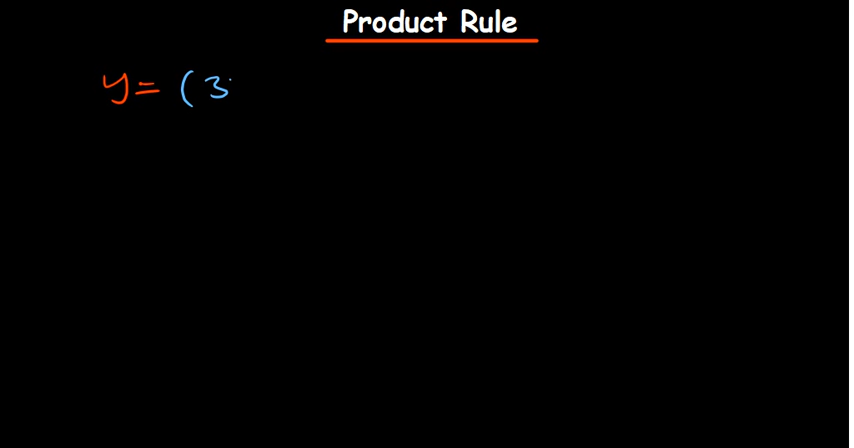 Product Rule
y = (3